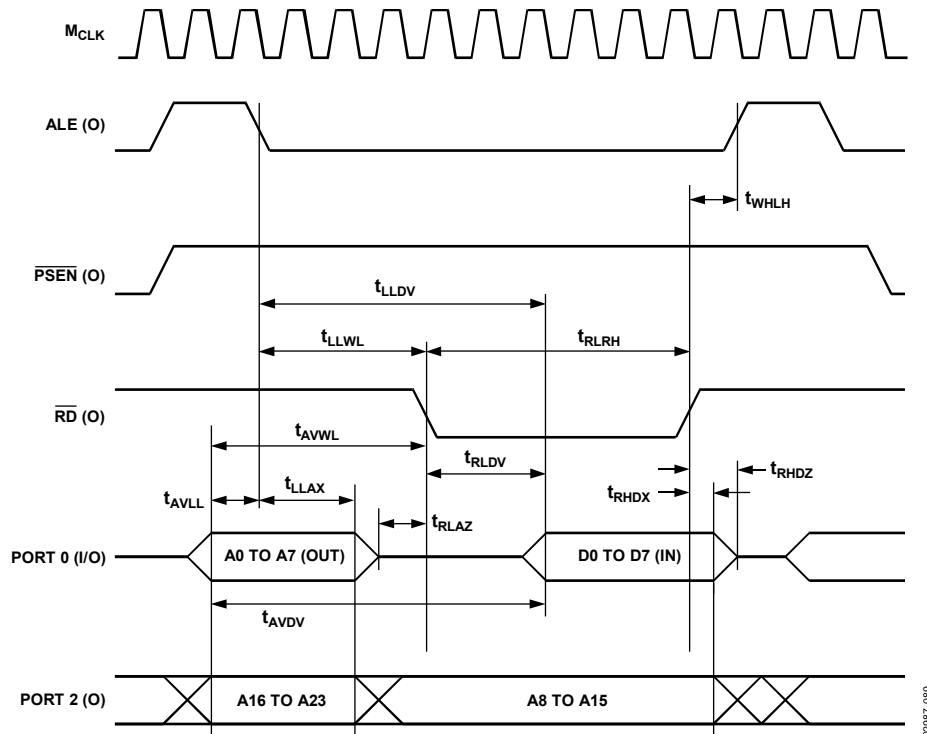 MCLK
ALE (O)
tWHLH
PSEN (O)
tLLDV
tLLWL
tRLRH
RD (O)
tAVWL
tRLDV
tRHDZ
tAVLL
tLLAX
tRHDX
tRLAZ
PORT 0 (I/O)
A0 TO A7 (OUT)
D0 TO D7 (IN)
tAVDV
PORT 2 (O)
A16 TO A23
A8 TO A15